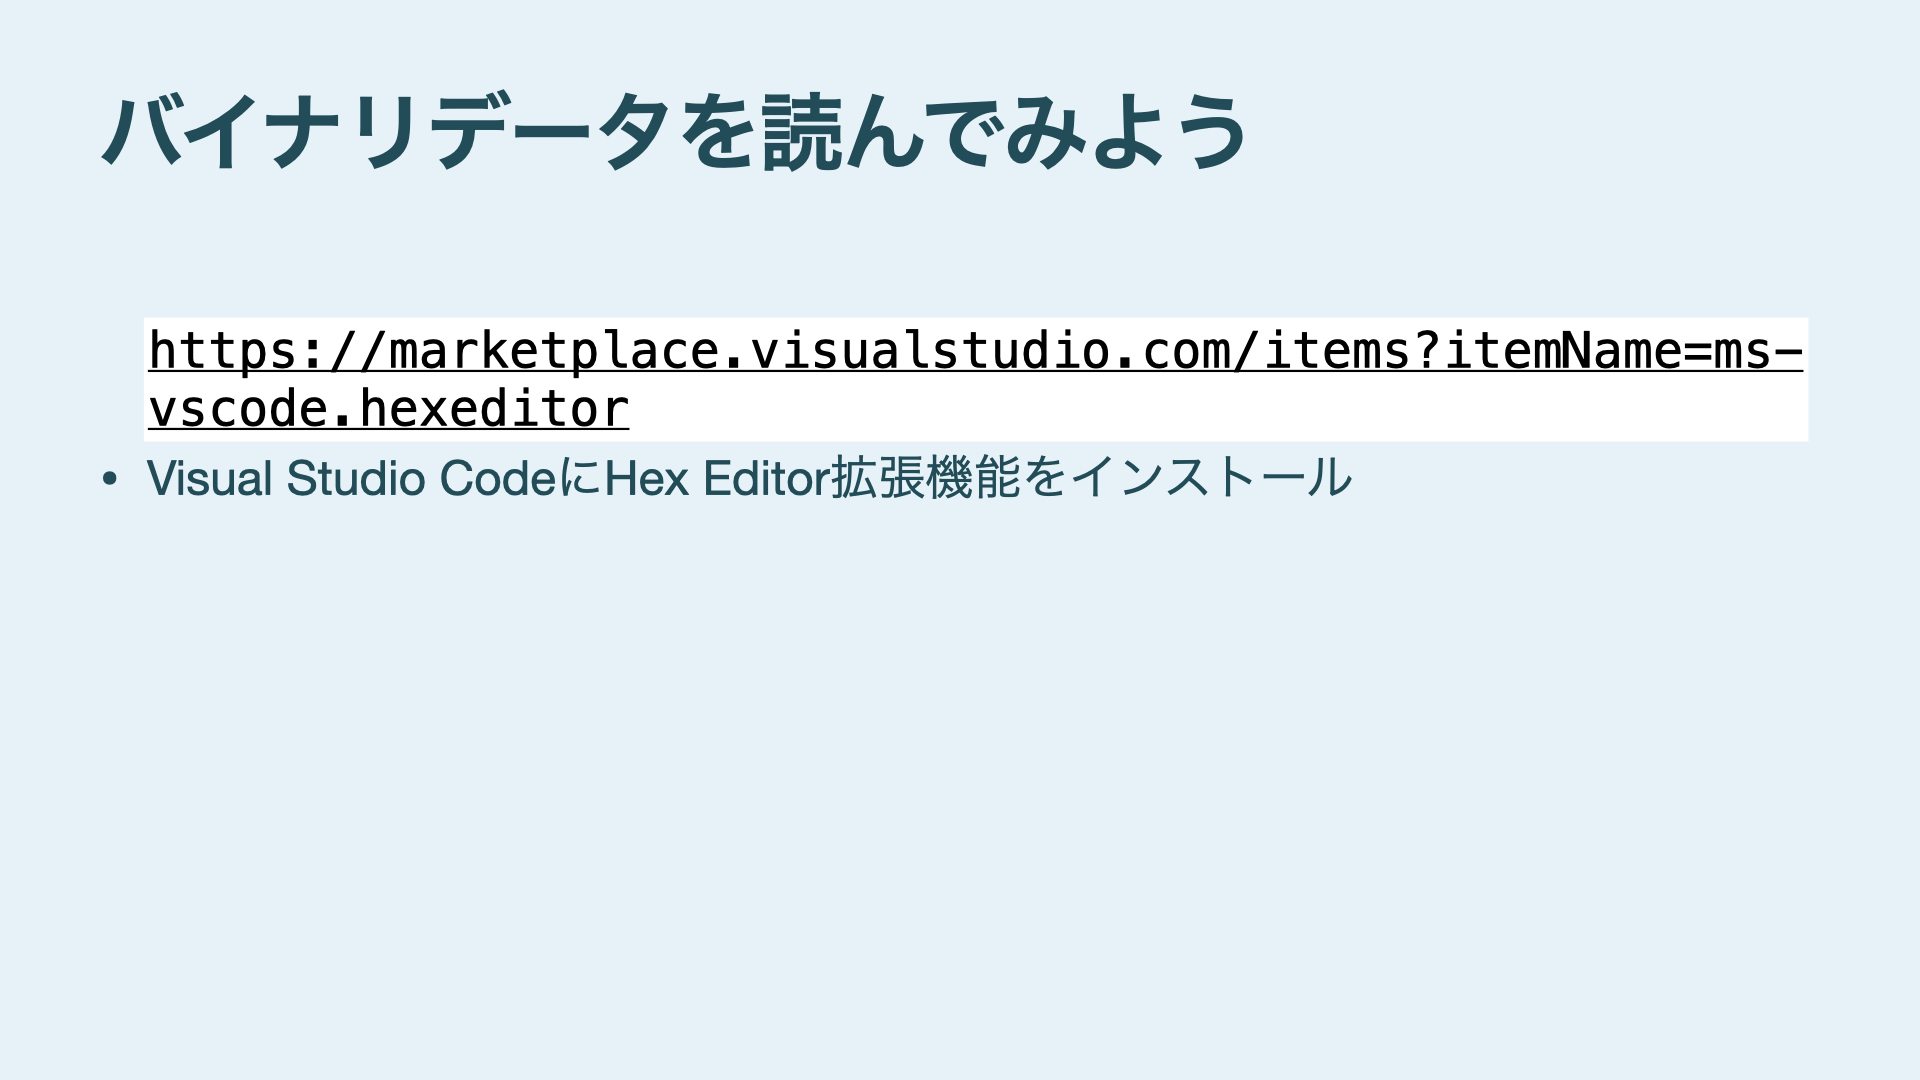 バイナリデータを読んでみよう
https://marketplace.visualstudio.com/items?itemName=ms-
vscode.hexeditor
• Visual Studio CodeにHex Editor拡張機能をインストール